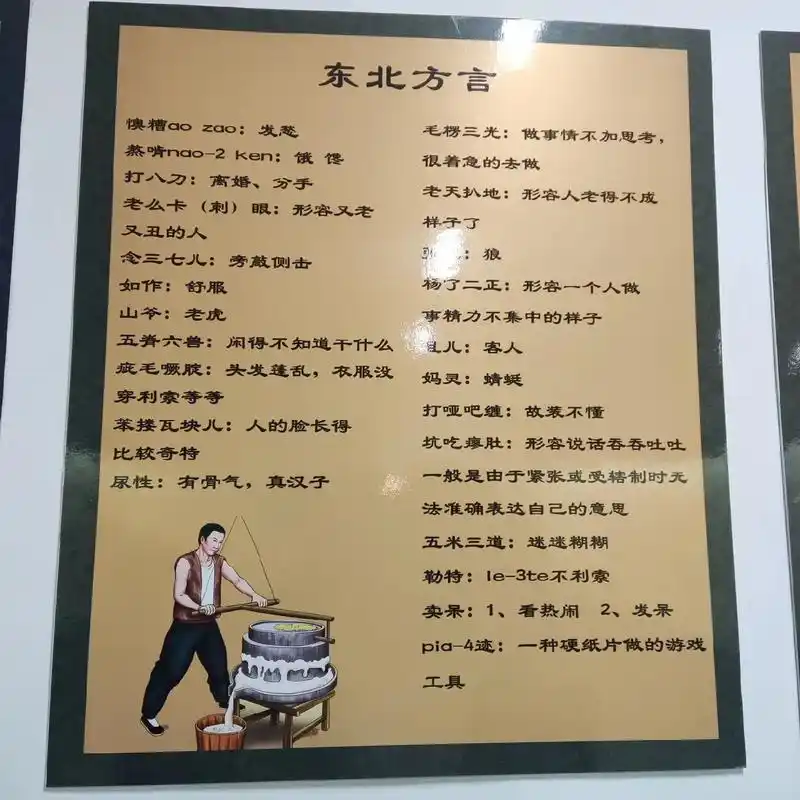 东北方言
懊糟ao zao：发愁
熬啃nao-2 ken：饿 馋
打八刀：离婚、分手
老么卡（刺）眼：形容又老
又丑的人
念三七儿：旁敲侧击
如作：舒服
山爷：老虎
五脊六兽：闲得不知道干什么
疵毛噘腚：头发蓬乱，衣服没
穿利索等等
笨搂瓦块儿：人的脸长得
比较奇特
尿性：有骨气，真汉子
毛楞三光：做事情不加思考，
很着急的去做
老天扒地：形容人老得不成
样子了
：狼
杨了二正：形容一个人做
事精力不集中的样子
且儿：客人
妈灵：蜻蜓
打哑吧缠：故装不懂
坑吃瘪肚：形容说话吞吞吐吐
一般是由于紧张或受辖制时无
法准确表达自己的意思
五米三道：迷迷糊糊
勒特：le-3te不利索
卖呆：1、看热闹 2、发呆
pia-4迹：一种硬纸片做的游戏
工具